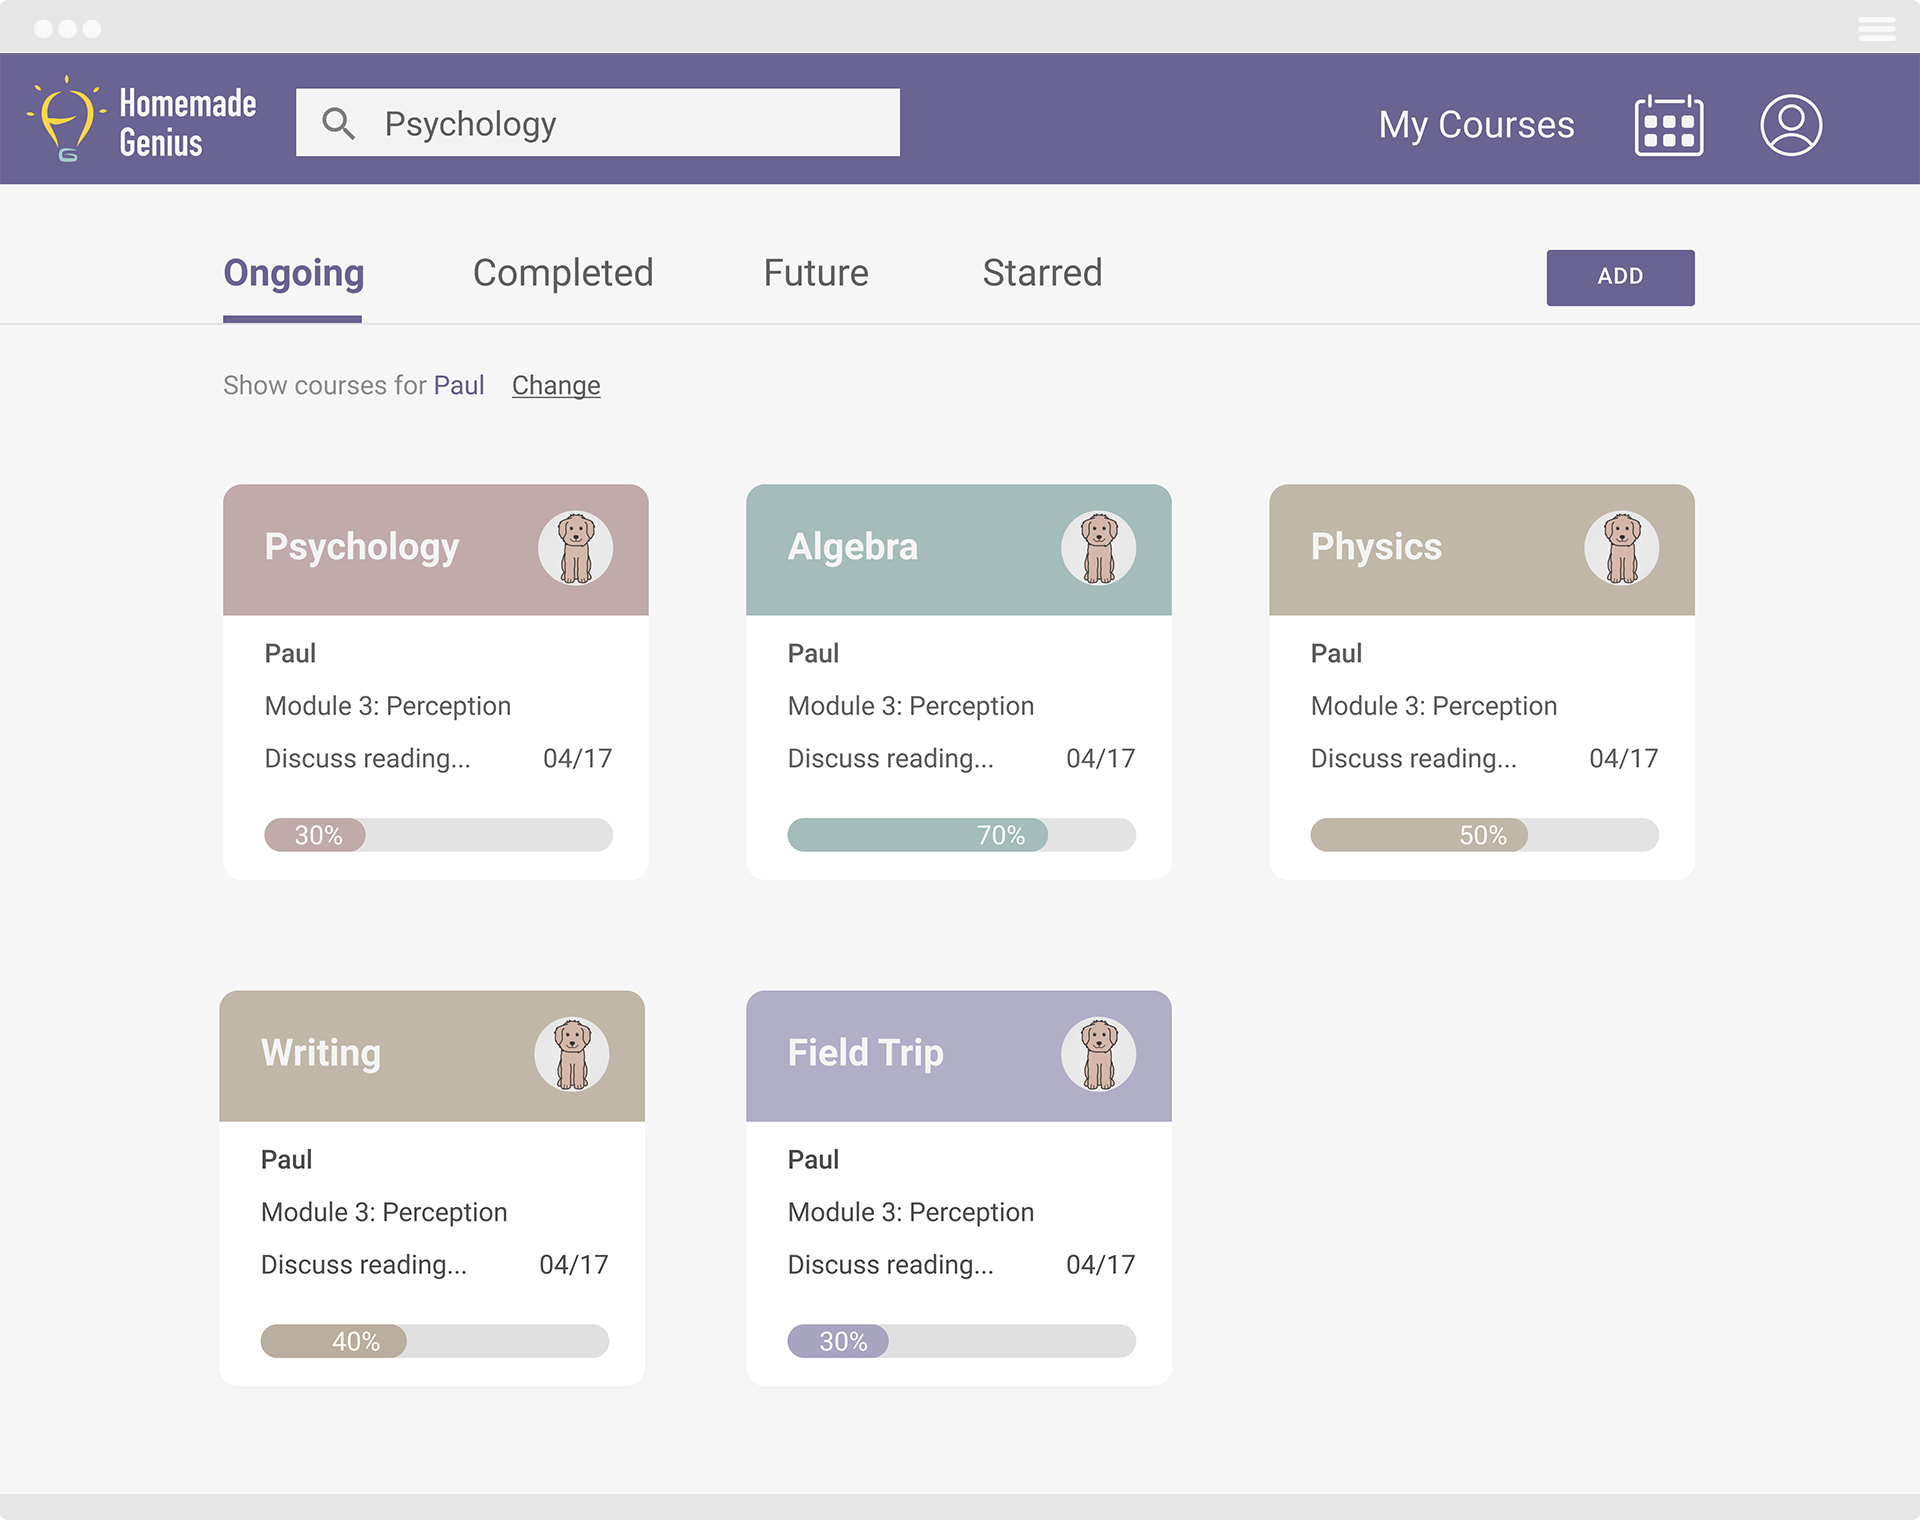 Homemade
Genius
Psychology
My Courses
Ongoing
Completed
Future
Starred
ADD
Show courses for Paul Change
Psychology
Paul
Module 3: Perception
Discuss reading... 04/17
30%
Algebra
Paul
Module 3: Perception
Discuss reading... 04/17
70%
Physics
Paul
Module 3: Perception
Discuss reading... 04/17
50%
Writing
Paul
Module 3: Perception
Discuss reading... 04/17
40%
Field Trip
Paul
Module 3: Perception
Discuss reading... 04/17
30%